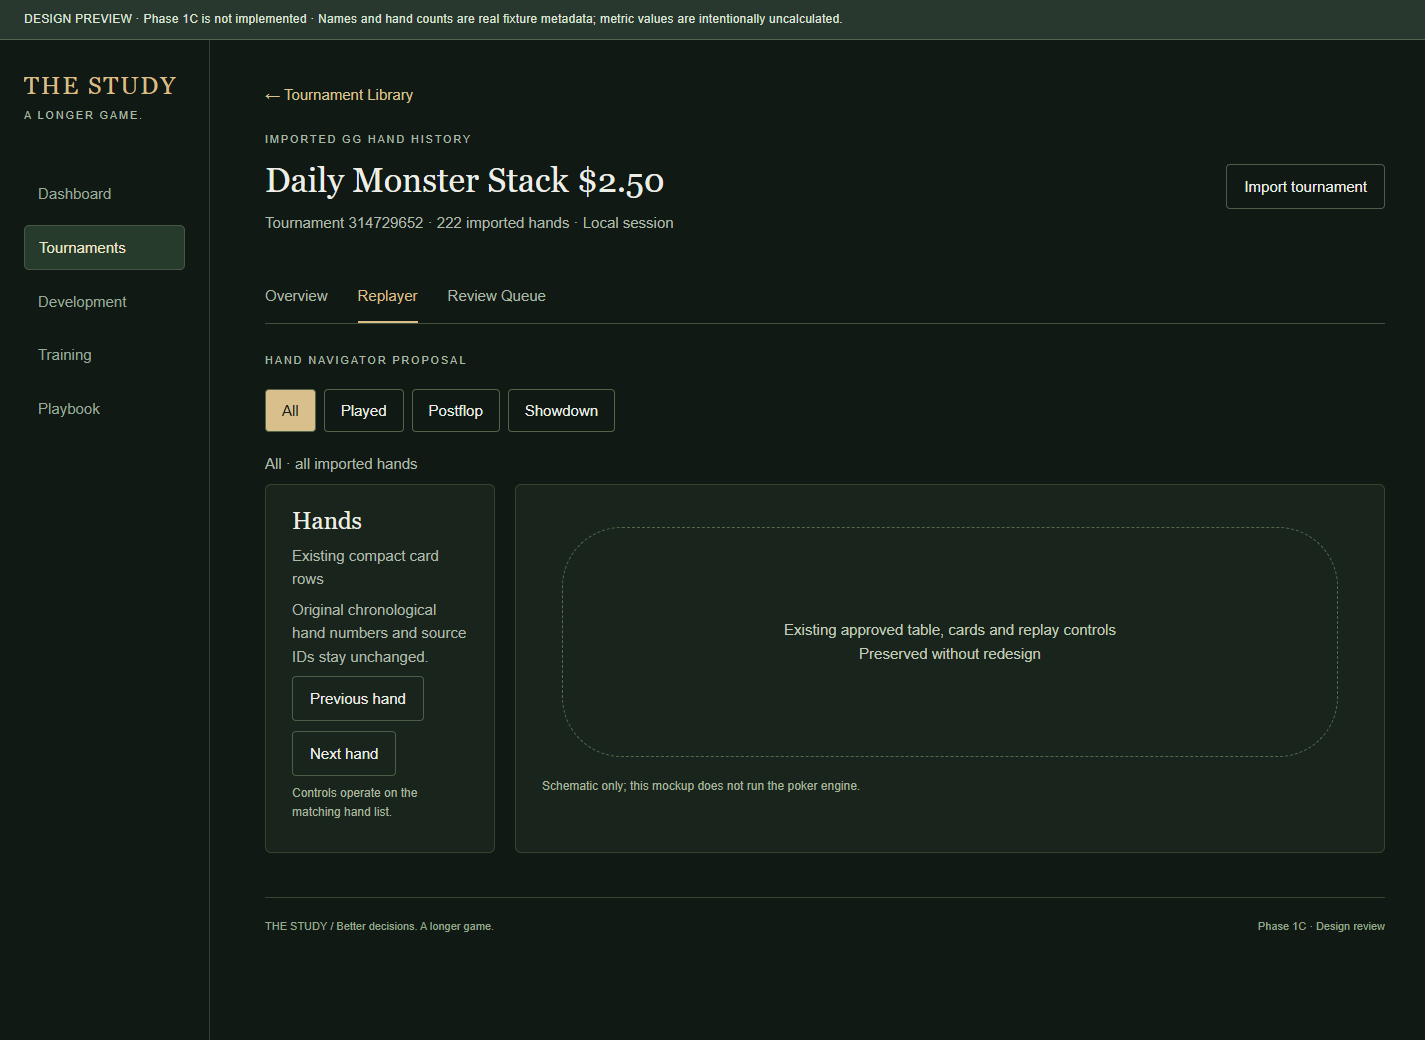 DESIGN PREVIEW · Phase 1C is not implemented · Names and hand counts are real fixture metadata; metric values are intentionally uncalculated.
THE STUDY
A LONGER GAME.
Dashboard
Tournaments
Development
Training
Playbook
← Tournament Library
IMPORTED GG HAND HISTORY
Daily Monster Stack $2.50
Tournament 314729652 · 222 imported hands · Local session
Import tournament
Overview Replayer Review Queue
HAND NAVIGATOR PROPOSAL
All Played Postflop Showdown
All · all imported hands
Hands
Existing compact card
rows
Original chronological
hand numbers and source
IDs stay unchanged.
Previous hand
Next hand
Controls operate on the
matching hand list.
Existing approved table, cards and replay controls
Preserved without redesign
Schematic only; this mockup does not run the poker engine.
THE STUDY / Better decisions. A longer game.
Phase 1C · Design review